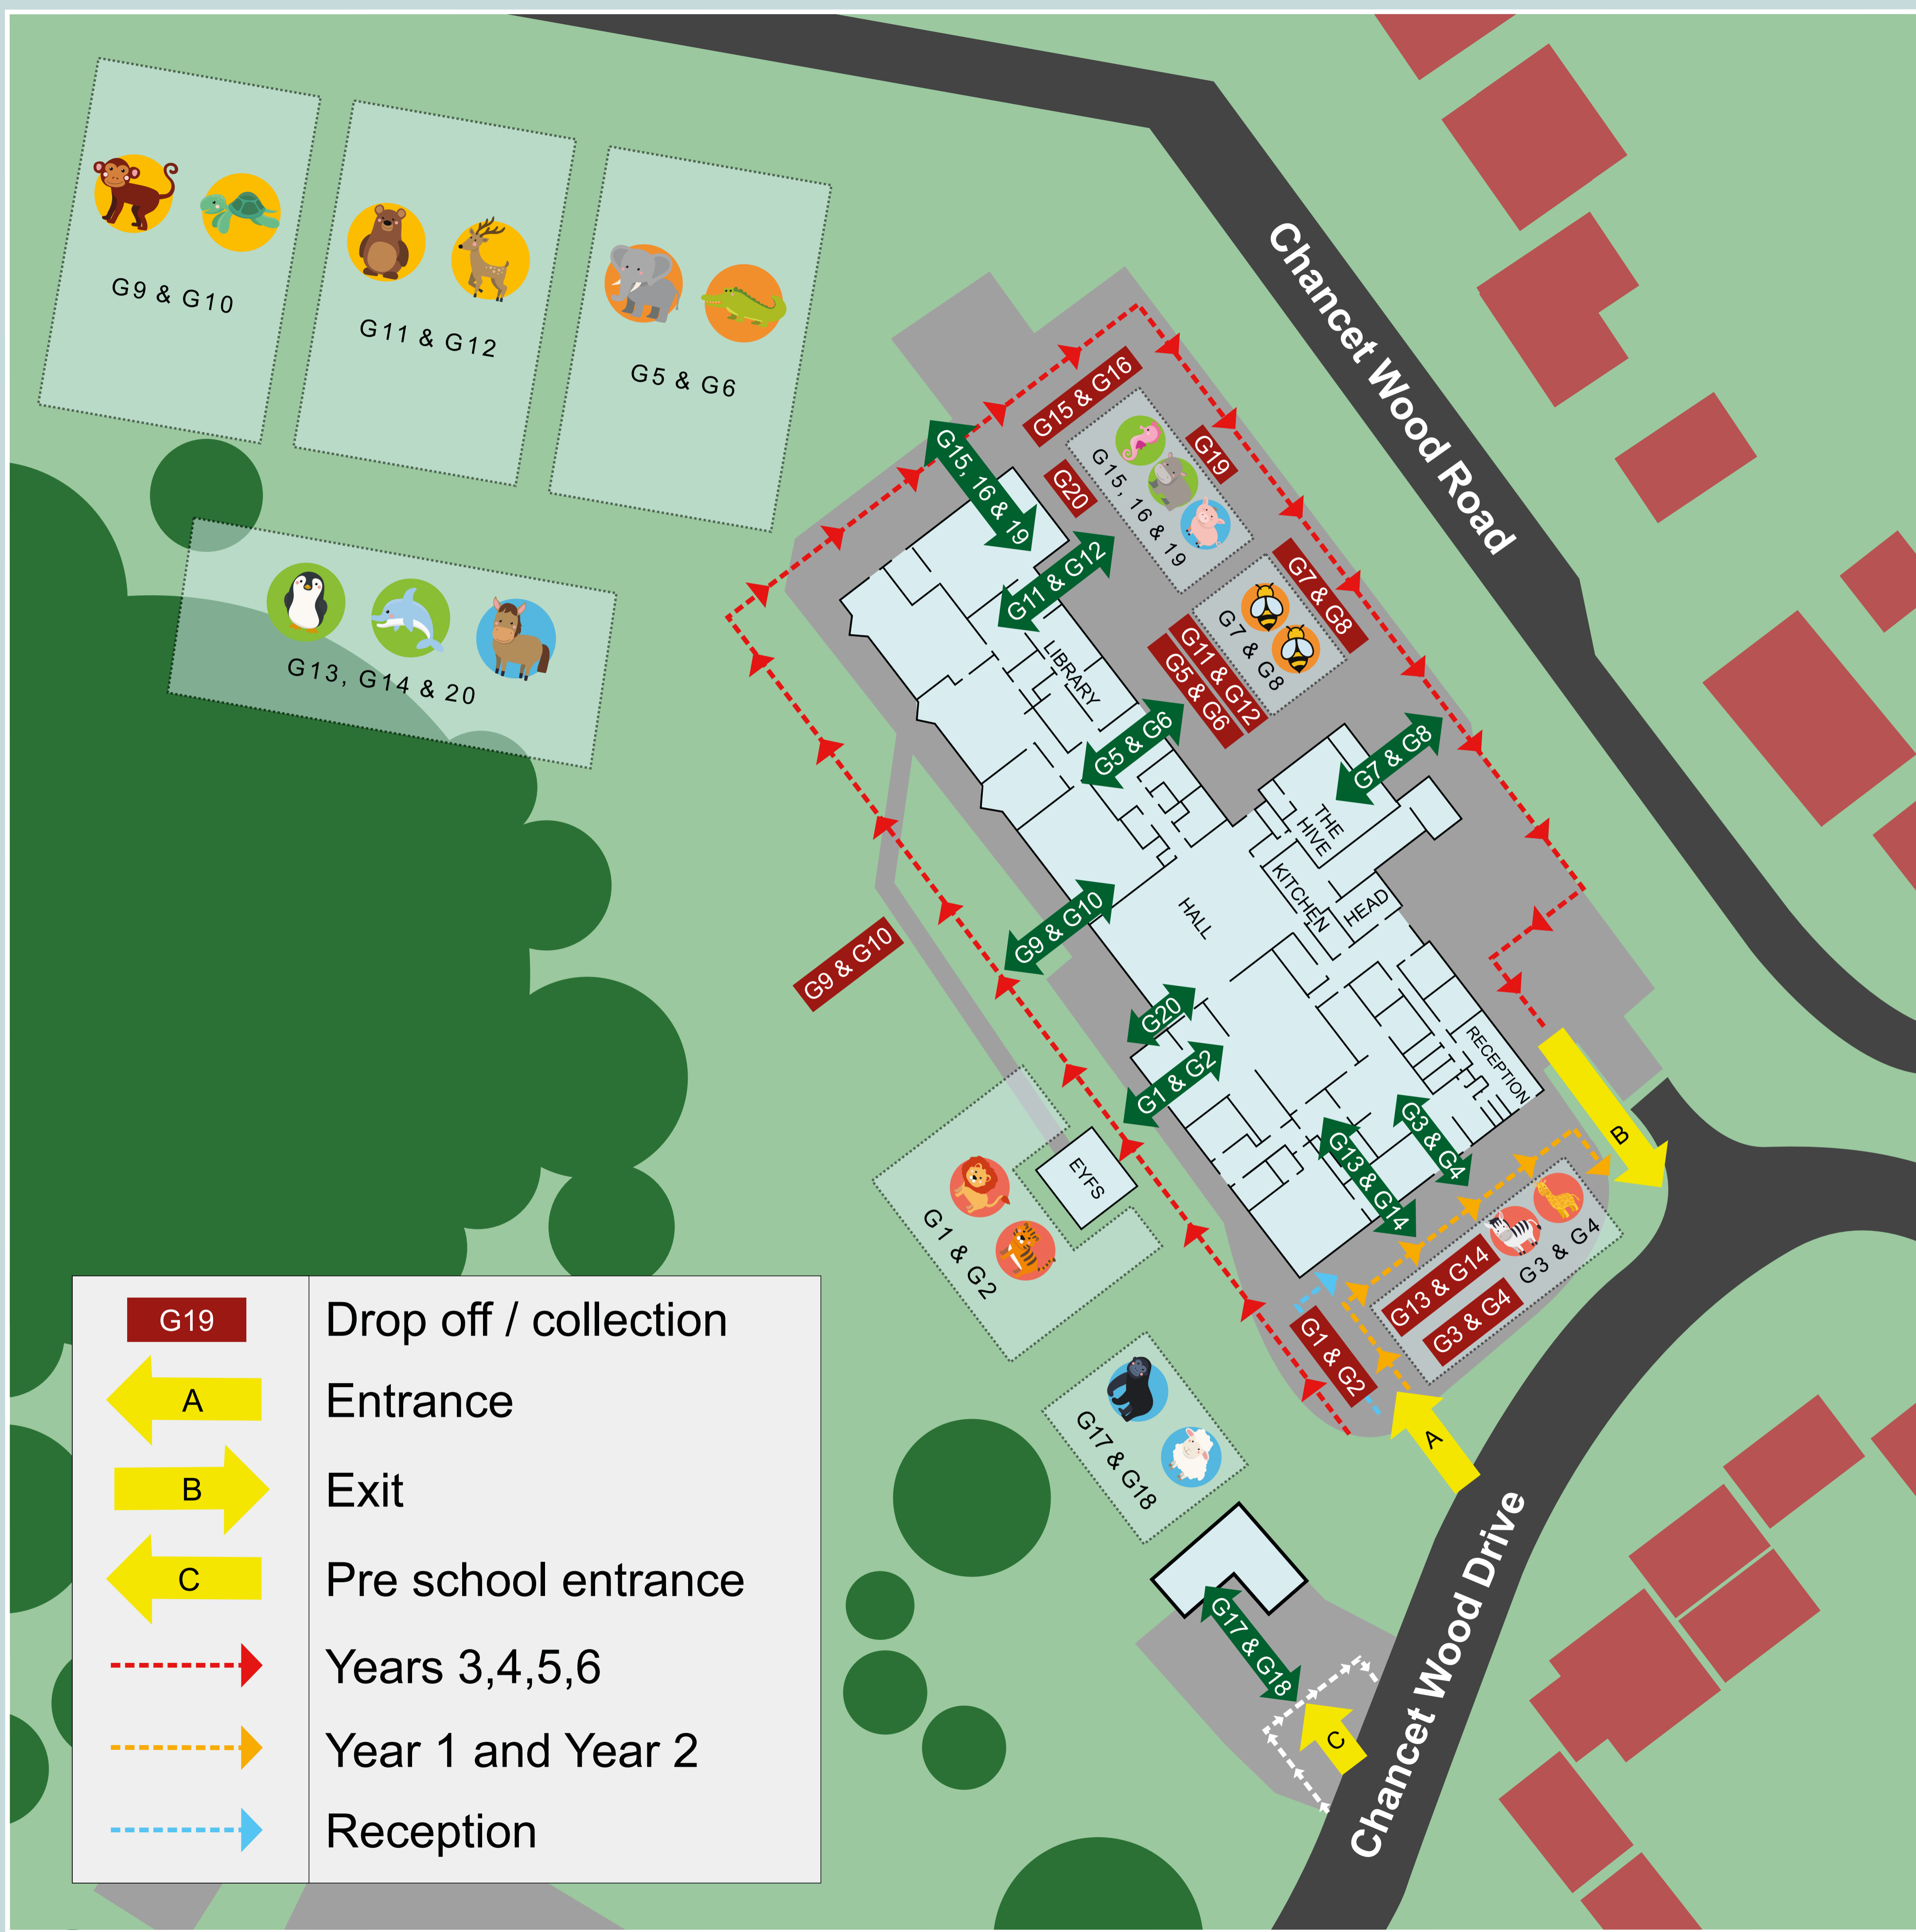 G9 & G10
G11 & G12
G5 & G6
G13, G14 & 20
Chancet Wood Road
G15 & G16
G19
G20
G15, 16 & 19
G15, 16 & 19
G11 & G12
LIBRARY
G7 & G8
G7 & G8
G11 & G12
G5 & G6
G5 & G6
G7 & G8
THE
HIVE
KITCHEN
HEAD
HALL
G9 & G10
G9 & G10
G20
G1 & G2
RECEPTION
G3 & G4
G13 & G14
B
EYFS
G1 & G2
G3 & G4
G13 & G14
G3 & G4
G1 & G2
A
G17 & G18
G17 & G18
C
Chancet Wood Drive
G19
Drop off / collection
A
Entrance
B
Exit
C
Pre school entrance
Years 3,4,5,6
Year 1 and Year 2
Reception